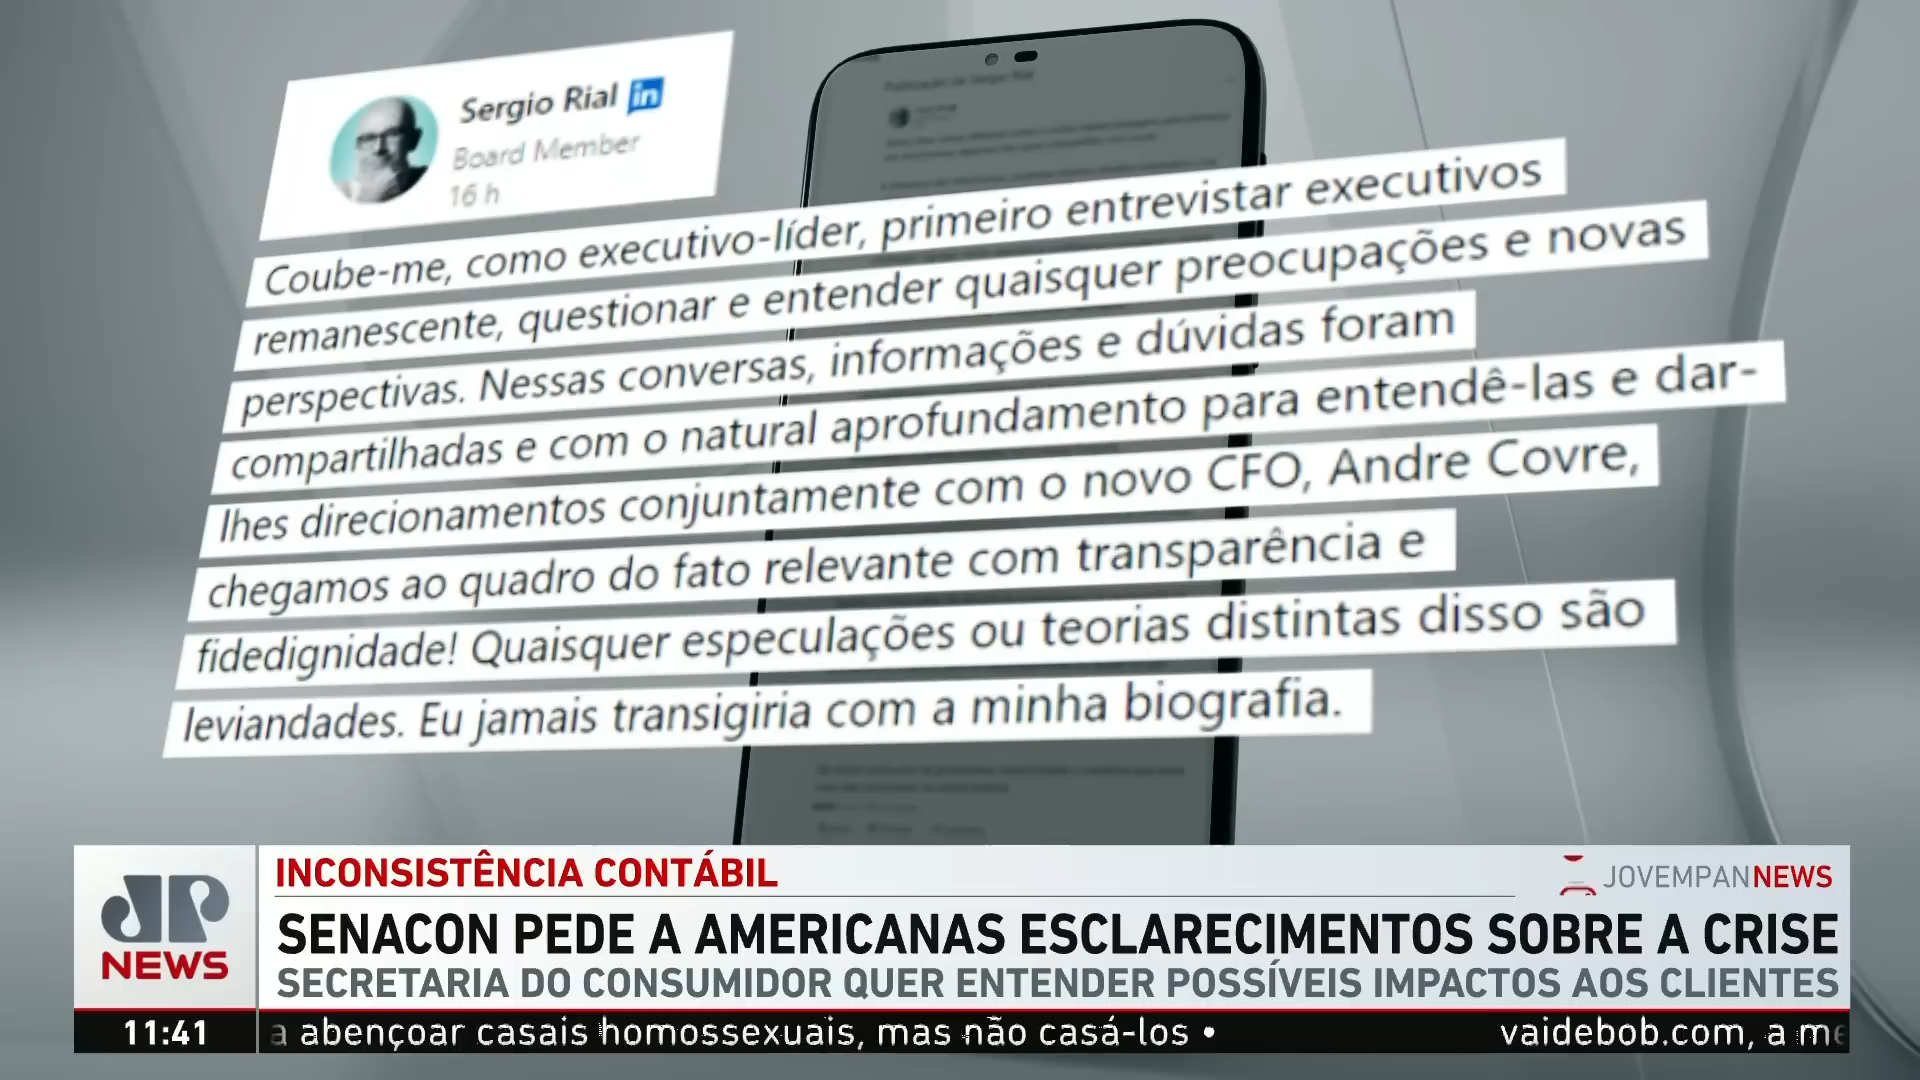 Sergio Rial in
Board Member
16 h
Coube-me, como executivo-líder, primeiro entrevistar executivos
remanescente, questionar e entender quaisquer preocupações e novas
perspectivas. Nessas conversas, informações e dúvidas foram
compartilhadas e com o natural aprofundamento para entendê-las e dar-
lhes direcionamentos conjuntamente com o novo CFO, Andre Covre,
chegamos ao quadro do fato relevante com transparência e
fidedignidade! Quaisquer especulações ou teorias distintas disso são
leviandades. Eu jamais transigiria com a minha biografia.
INCONSISTÊNCIA CONTÁBIL
JOVEMPANNEWS
JP
NEWS
SENACON PEDE A AMERICANAS ESCLARECIMENTOS SOBRE A CRISE
SECRETARIA DO CONSUMIDOR QUER ENTENDER POSSÍVEIS IMPACTOS AOS CLIENTES
11:41
a abençoar casais homossexuais, mas não casá-los • vaidebob.com, a me